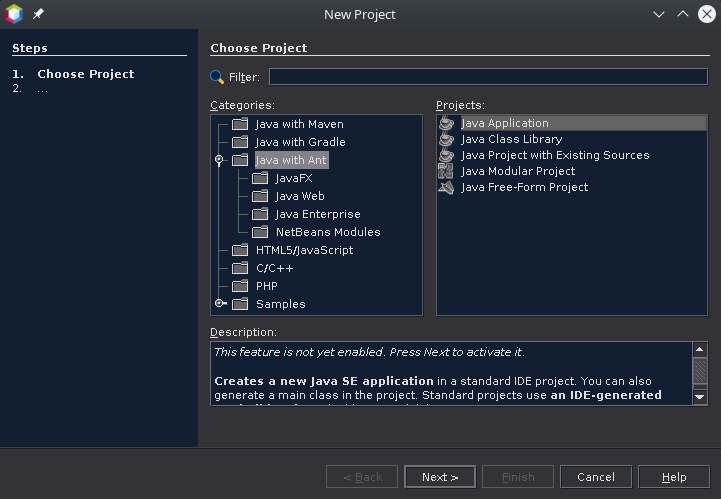 New Project
Steps
1. Choose Project
2. ...
Choose Project
Filter:
Categories:
Java with Maven
Java with Gradle
Java with Ant
JavaFX
Java Web
Java Enterprise
NetBeans Modules
HTML5/JavaScript
C/C++
PHP
Samples
Projects:
Java Application
Java Class Library
Java Project with Existing Sources
Java Modular Project
Java Free-Form Project
Description:
This feature is not yet enabled. Press Next to activate it.
Creates a new Java SE application in a standard IDE project. You can also
generate a main class in the project. Standard projects use an IDE-generated
< Back
Next >
Finish
Cancel
Help